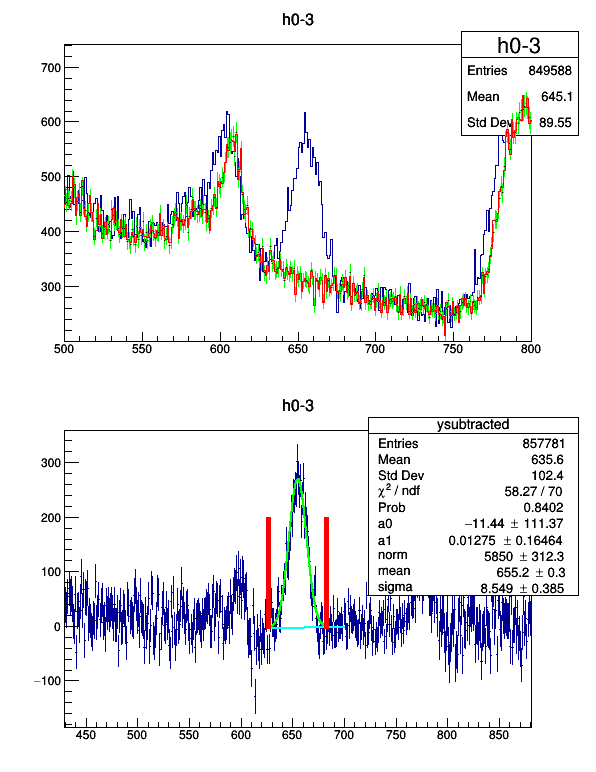 h0-3
h0-3
Entries 849588
Mean 645.1
Std Dev 89.55
700
600
500
400
300
500 550 600 650 700 750 800
h0-3
ysubtracted
Entries 857781
Mean 635.6
Std Dev 102.4
χ² / ndf 58.27 / 70
Prob 0.8402
a0 −11.44 ± 111.37
a1 0.01275 ± 0.16464
norm 5850 ± 312.3
mean 655.2 ± 0.3
sigma 8.549 ± 0.385
300
200
100
0
−100
450 500 550 600 650 700 750 800 850